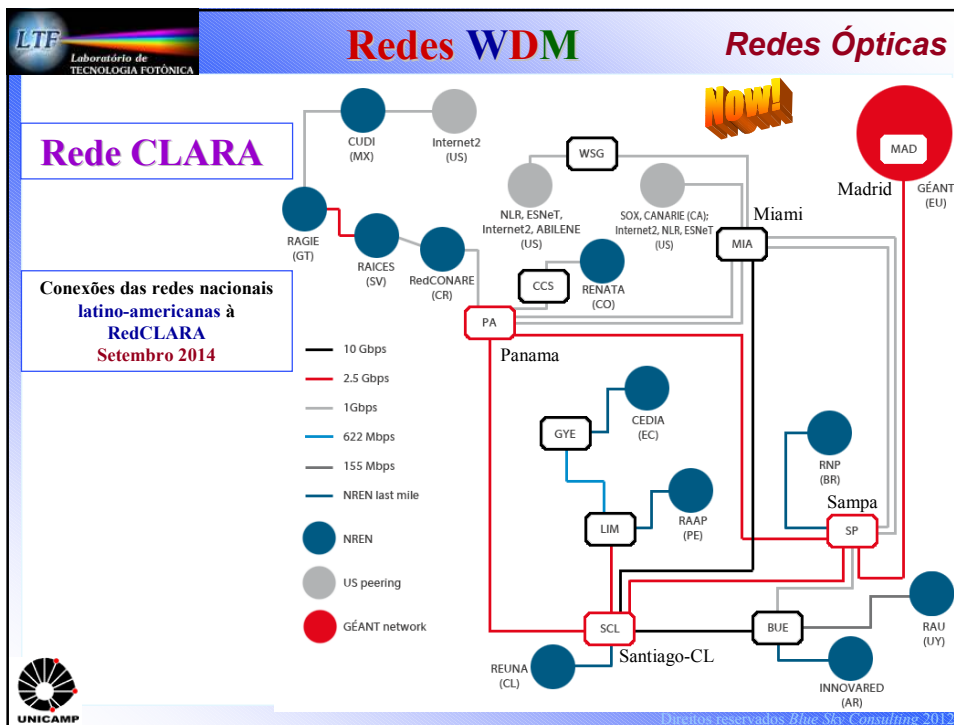 LTF
Laboratório de
TECNOLOGIA FOTÔNICA
Redes WDM
Redes Ópticas
Rede CLARA
Now!
CUDI
(MX)
Internet2
(US)
WSG
MAD
Madrid
GÉANT
(EU)
NLR, ESNeT,
Internet2, ABILENE
(US)
SOX, CANARIE (CA);
Internet2, NLR, ESNeT
(US)
Miami
MIA
RAGIE
(GT)
RAICES
(SV)
RedCONARE
(CR)
CCS
RENATA
(CO)
PA
Panama
Conexões das redes nacionais
latino-americanas à
RedCLARA
Setembro 2014
10 Gbps
2.5 Gbps
1Gbps
622 Mbps
155 Mbps
NREN last mile
NREN
US peering
GÉANT network
GYE
CEDIA
(EC)
LIM
RAAP
(PE)
RNP
(BR)
Sampa
SP
SCL
Santiago-CL
BUE
RAU
(UY)
REUNA
(CL)
INNOVARED
(AR)
UNICAMP
Direitos reservados Blue Sky Consulting 2012